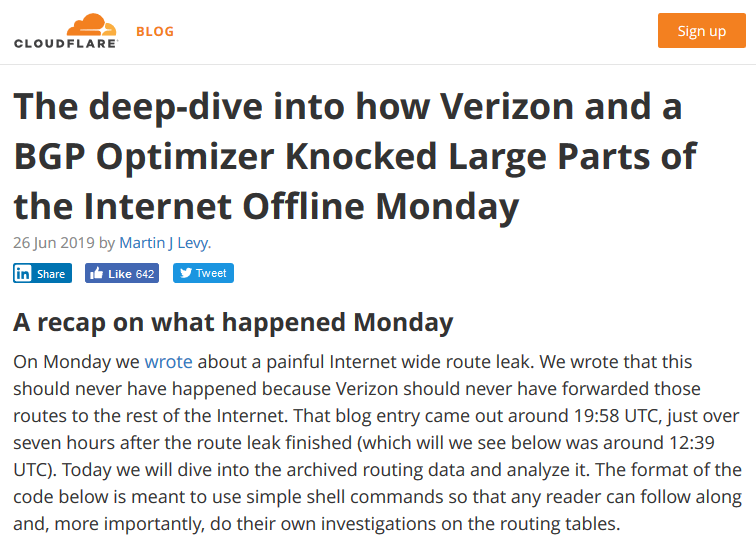 CLOUDFLARE BLOG Sign up
The deep-dive into how Verizon and a
BGP Optimizer Knocked Large Parts of
the Internet Offline Monday
26 Jun 2019 by Martin J Levy.
in Share Like 642 Tweet
A recap on what happened Monday
On Monday we wrote about a painful Internet wide route leak. We wrote that this
should never have happened because Verizon should never have forwarded those
routes to the rest of the Internet. That blog entry came out around 19:58 UTC, just over
seven hours after the route leak finished (which will we see below was around 12:39
UTC). Today we will dive into the archived routing data and analyze it. The format of the
code below is meant to use simple shell commands so that any reader can follow along
and, more importantly, do their own investigations on the routing tables.